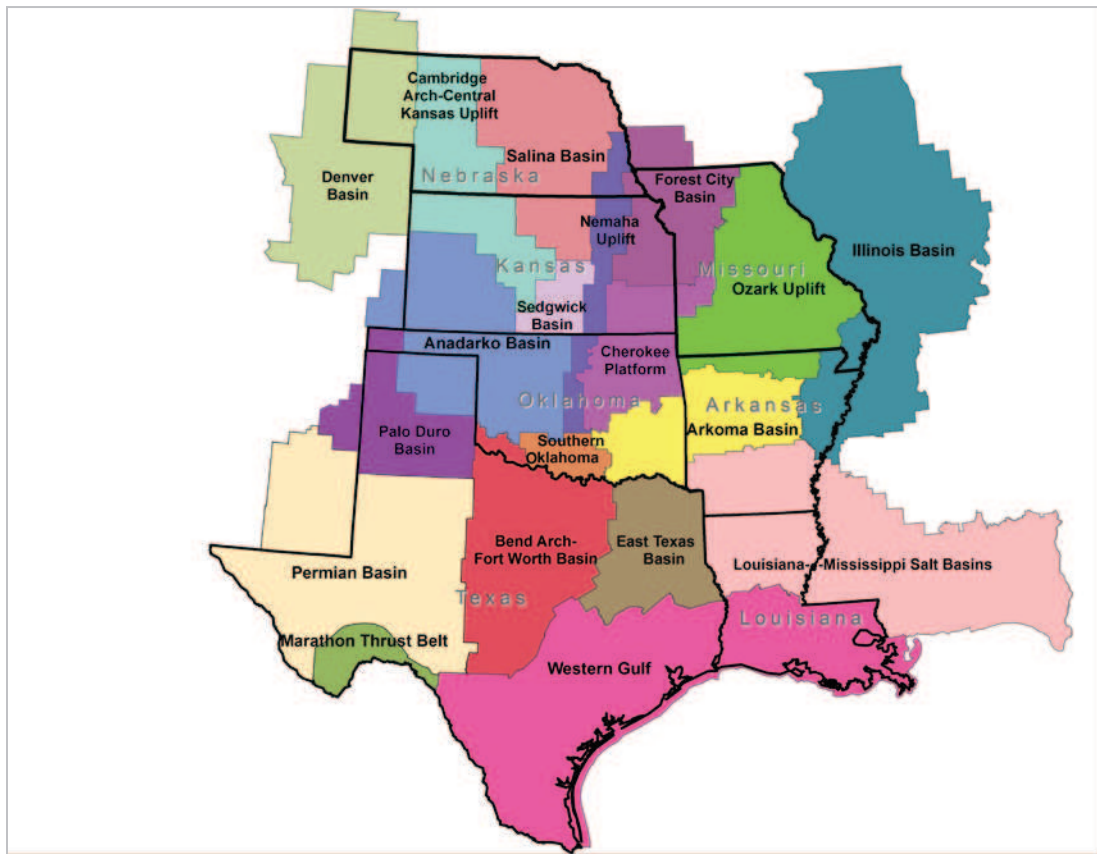 Cambridge
Arch-Central
Kansas Uplift
Salina Basin
Nebraska
Denver
Basin
Forest City
Basin
Nemaha
Uplift
Illinois Basin
Kansas
Missouri
Ozark Uplift
Sedgwick
Basin
Anadarko Basin
Cherokee
Platform
Oklahoma
Arkansas
Arkoma Basin
Palo Duro
Basin
Southern
Oklahoma
Bend Arch-
Fort Worth Basin
East Texas
Basin
Louisiana--Mississippi Salt Basins
Permian Basin
Texas
Louisiana
Marathon Thrust Belt
Western Gulf